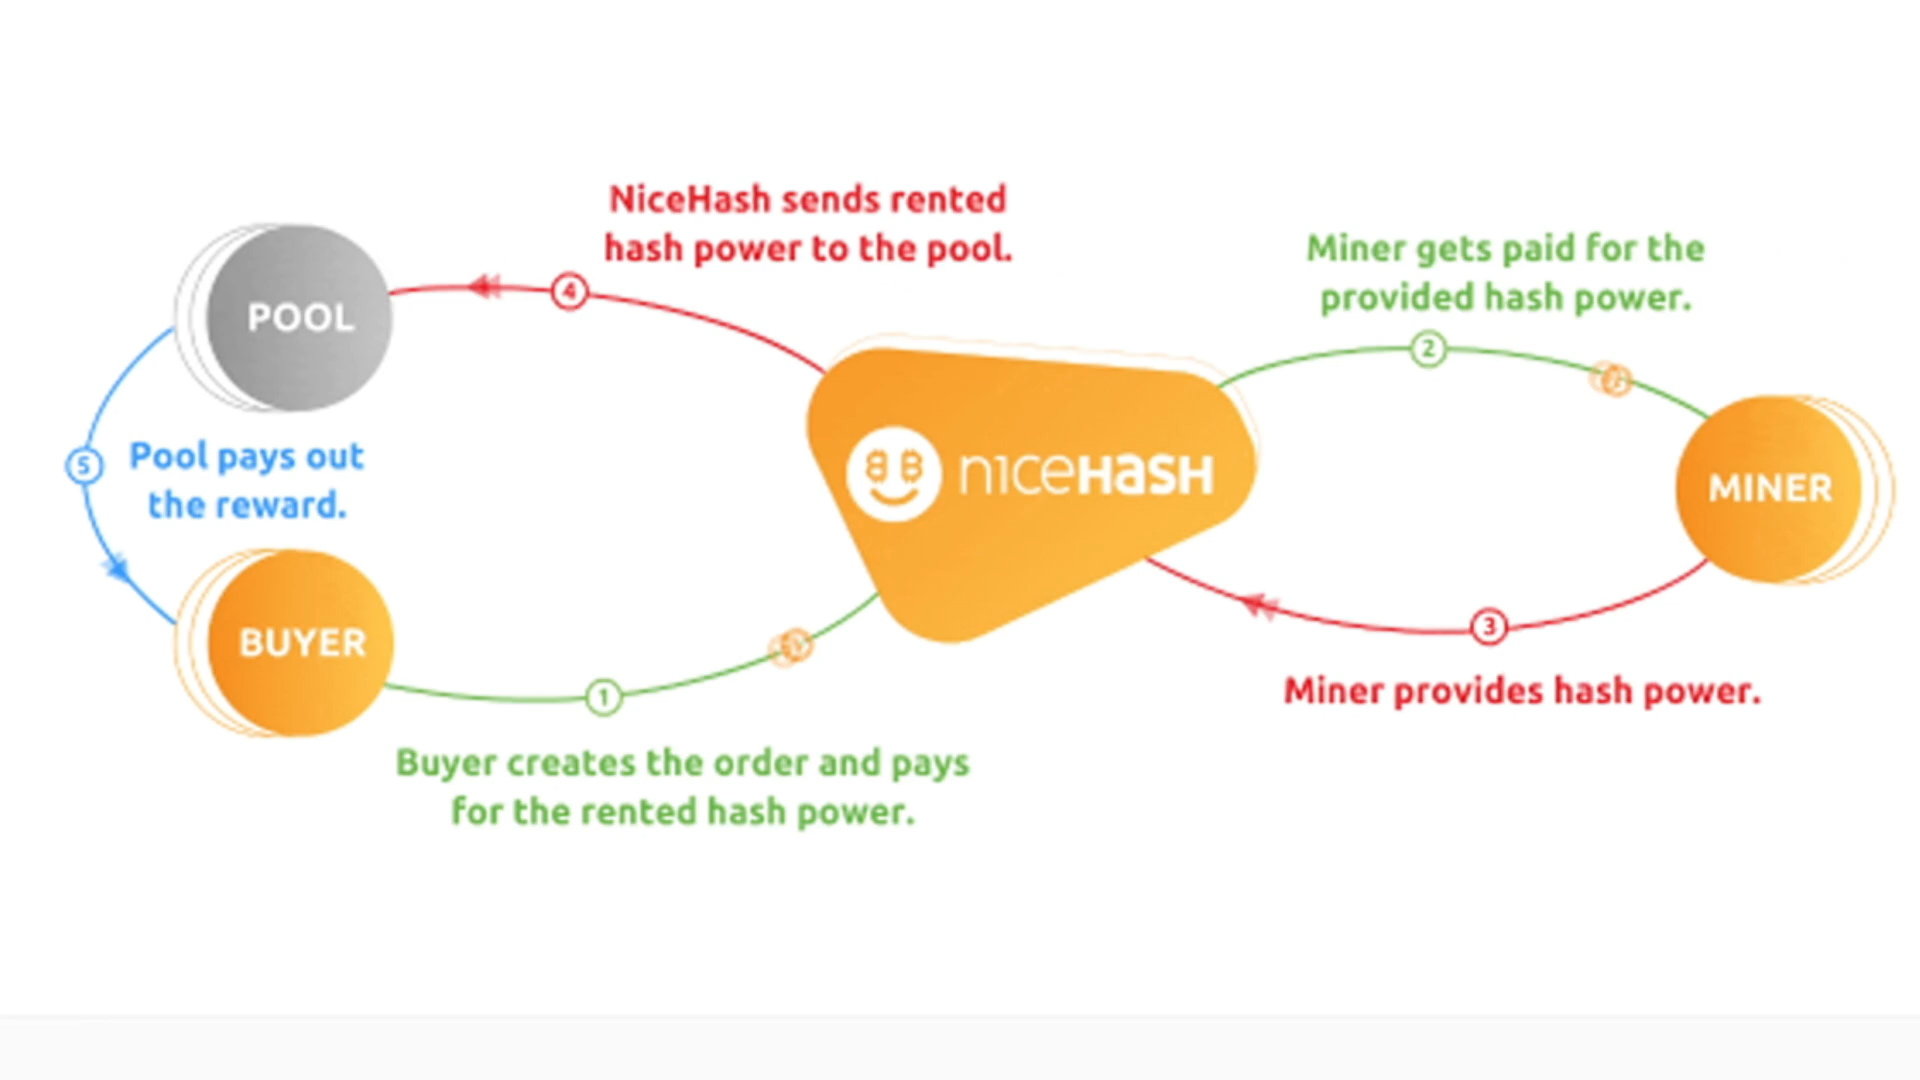 NiceHash sends rented
hash power to the pool.
4
POOL
Miner gets paid for the
provided hash power.
2
5
Pool pays out
the reward.
niceHasH
MINER
BUYER
1
3
Miner provides hash power.
Buyer creates the order and pays
for the rented hash power.